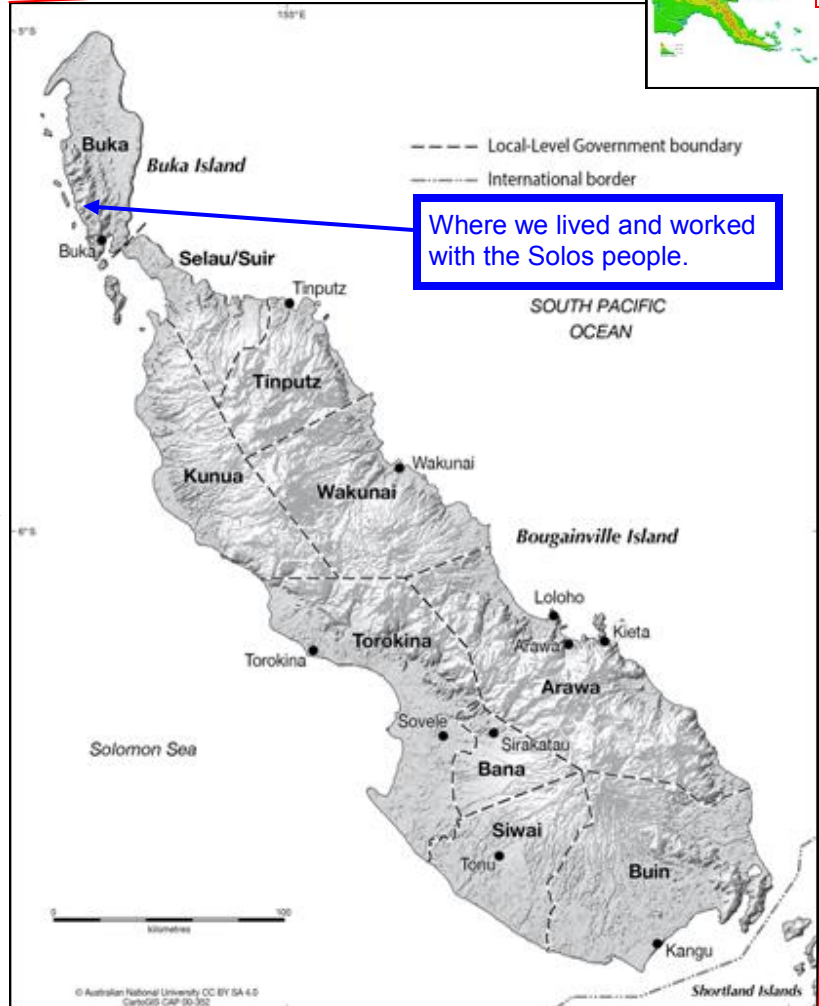 155°E
5°S
Buka
Buka Island
Local-Level Government boundary
International border
Where we lived and worked
with the Solos people.
Buka
Selau/Suir
Tinputz
SOUTH PACIFIC
OCEAN
Tinputz
Kunua
Wakunai
Wakunai
6°S
Bougainville Island
Loloho
Kieta
Arawa
Torokina
Torokina
Arawa
Sovele
Sirakatau
Solomon Sea
Bana
Siwai
Tonu
Buin
0 100
kilometres
Kangu
© Australian National University CC BY SA 4.0
CartoGIS CAP 00-352
Shortland Islands